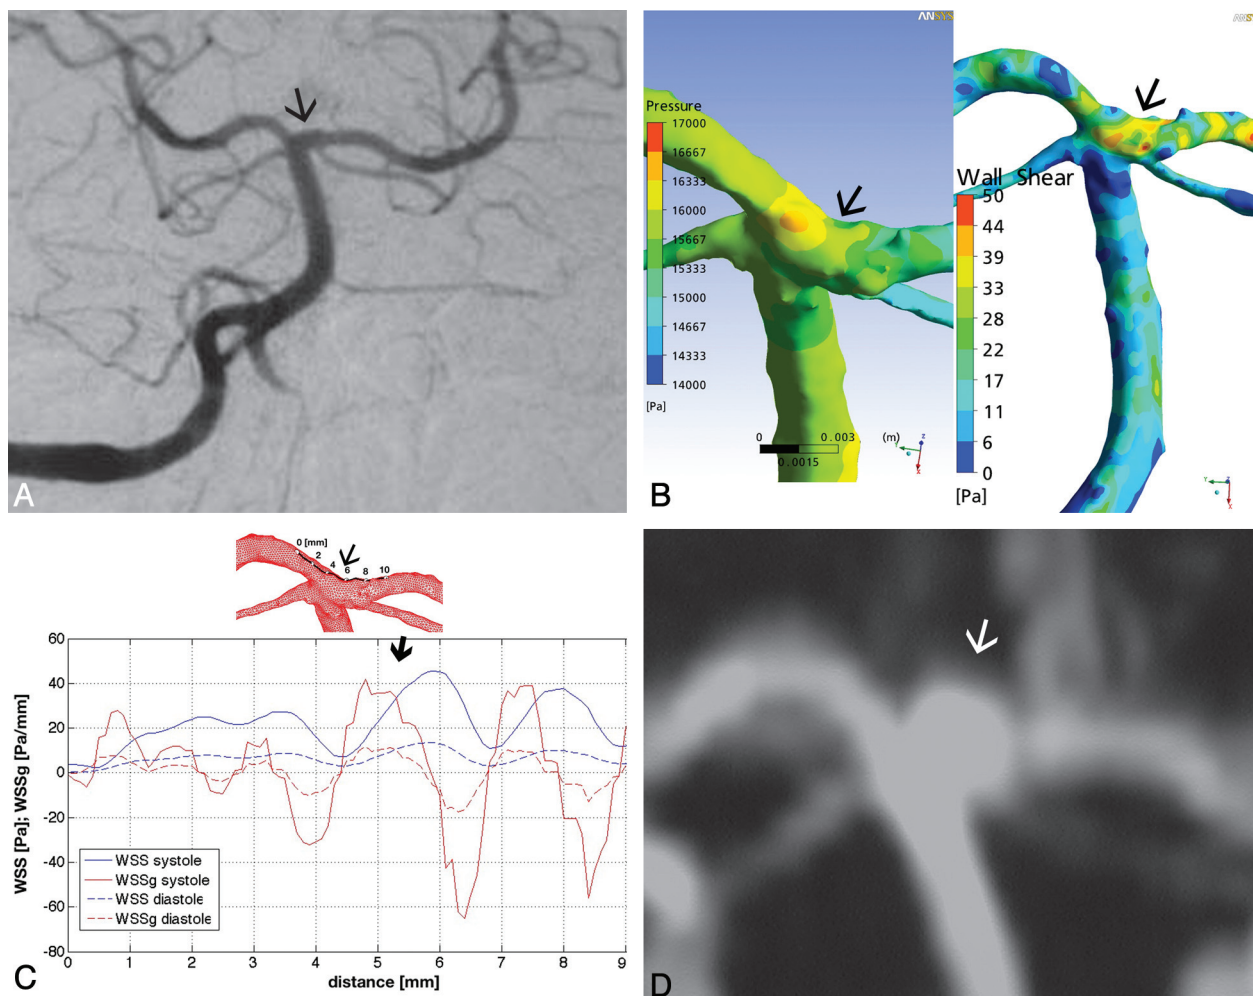 A
ANSYS
Pressure
17000
16667
16333
16000
15667
15333
15000
14667
14333
14000
[Pa]
0 0.003 (m)
0.0015
Y
Z
X
B
ANSY
Wall Shear
50
44
39
33
28
22
17
11
6
0
[Pa]
Y
Z
X
0 [mm]
2
4
6
8
10
WSS [Pa]; WSSg [Pa/mm]
60
40
20
0
-20
-40
-60
-80
WSS systole
WSSg systole
WSS diastole
WSSg diastole
0 1 2 3 4 5 6 7 8 9
distance [mm]
C
D